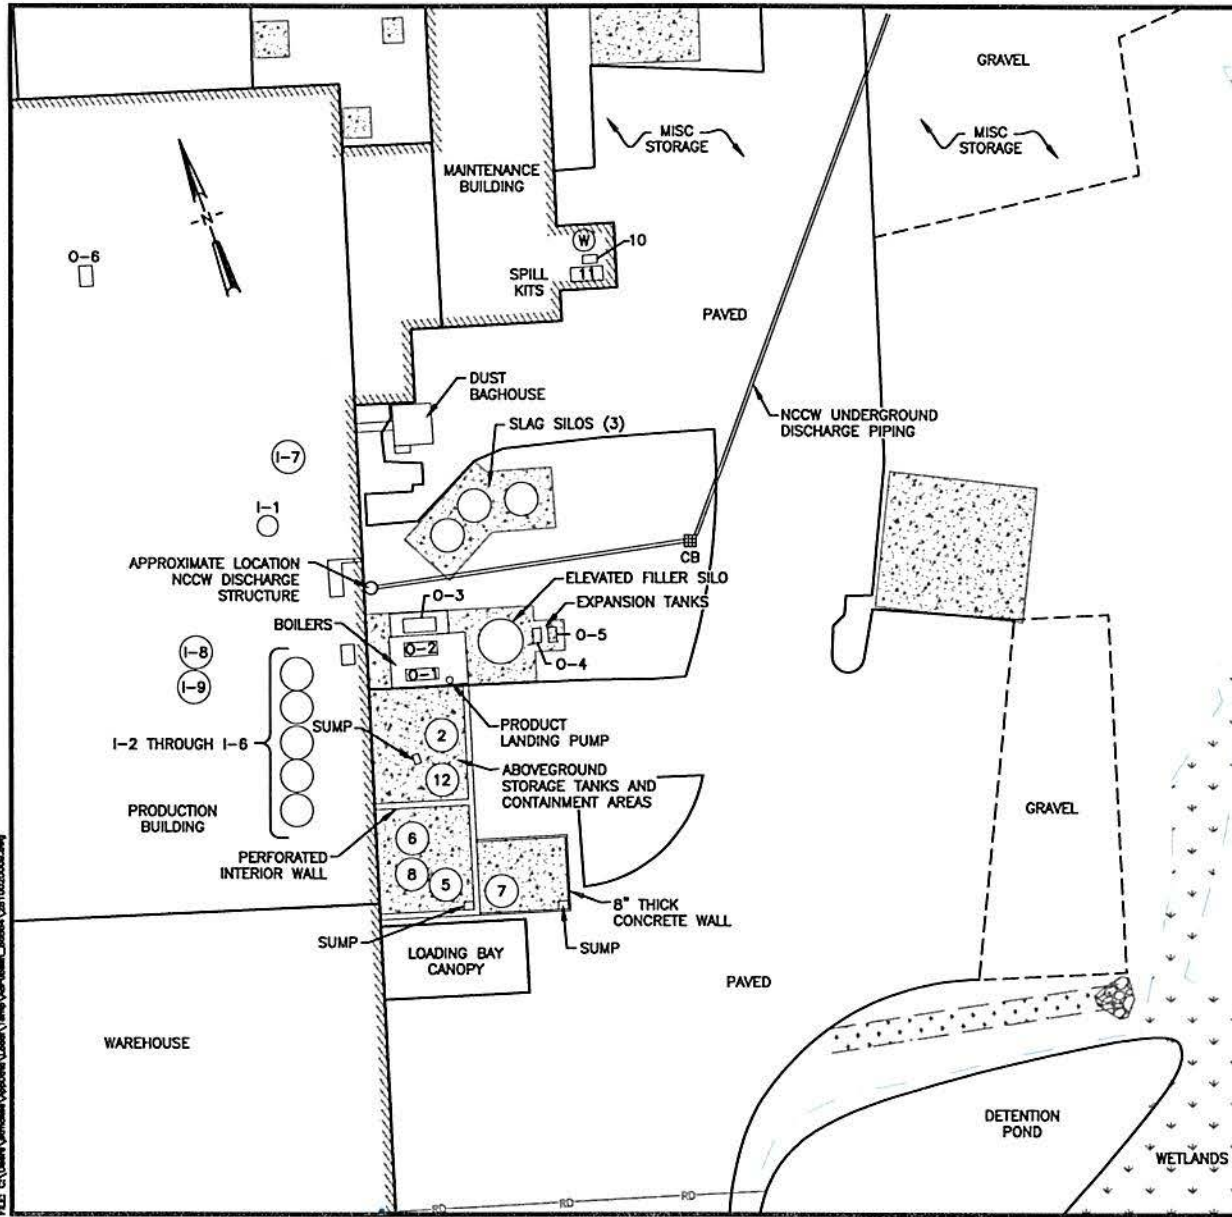 GRAVEL
MISC
STORAGE
MISC
STORAGE
MAINTENANCE
BUILDING
-N-
W
10
O-6
SPILL
KITS
11
PAVED
DUST
BAGHOUSE
SLAG SILOS (3)
NCCW UNDERGROUND
DISCHARGE PIPING
I-7
I-1
CB
APPROXIMATE LOCATION
NCCW DISCHARGE
STRUCTURE
ELEVATED FILLER SILO
O-3
EXPANSION TANKS
BOILERS
O-2
O-5
O-4
O-1
I-8
I-9
PRODUCT
LANDING PUMP
SUMP
2
I-2 THROUGH I-6
ABOVEGROUND
STORAGE TANKS AND
CONTAINMENT AREAS
12
PRODUCTION
BUILDING
GRAVEL
6
PERFORATED
INTERIOR WALL
8
5
7
8" THICK
CONCRETE WALL
SUMP
SUMP
LOADING BAY
CANOPY
PAVED
WAREHOUSE
DETENTION
POND
WETLANDS
RD
RD
RD